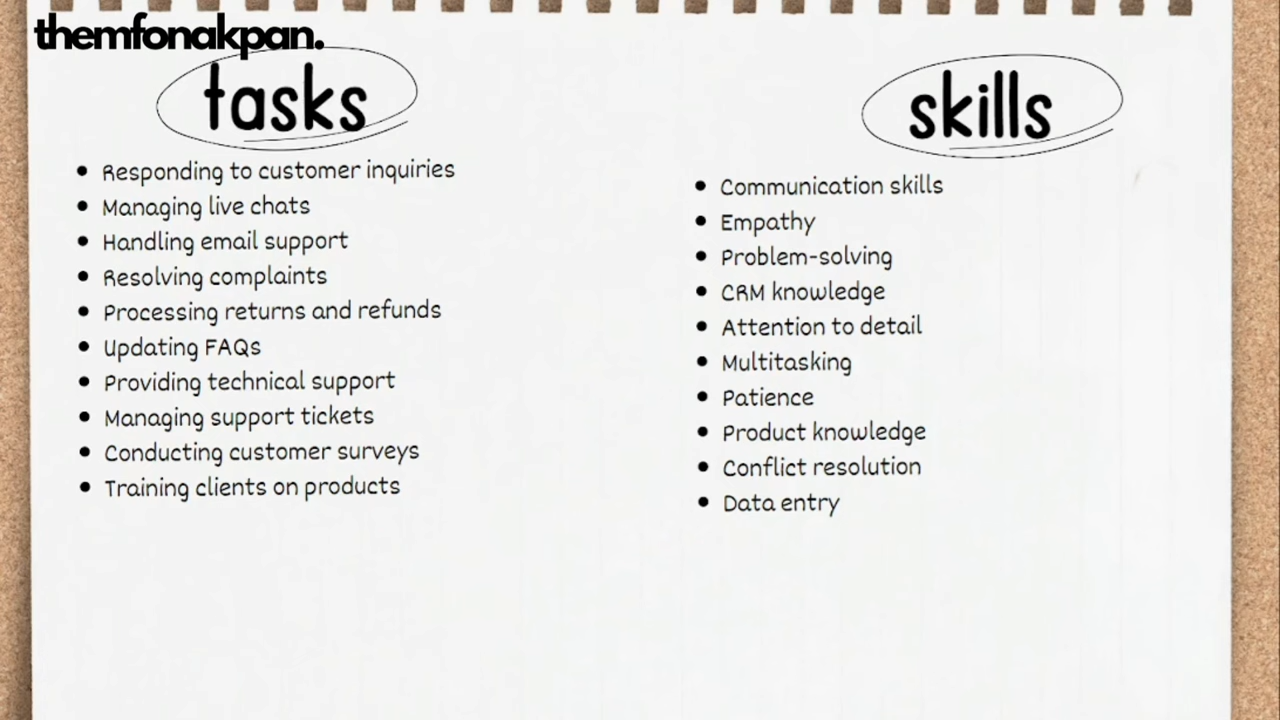 themfonakpan.
tasks
Responding to customer inquiries
Managing live chats
Handling email support
Resolving complaints
Processing returns and refunds
Updating FAQs
Providing technical support
Managing support tickets
Conducting customer surveys
Training clients on products
skills
Communication skills
Empathy
Problem-solving
CRM knowledge
Attention to detail
Multitasking
Patience
Product knowledge
Conflict resolution
Data entry